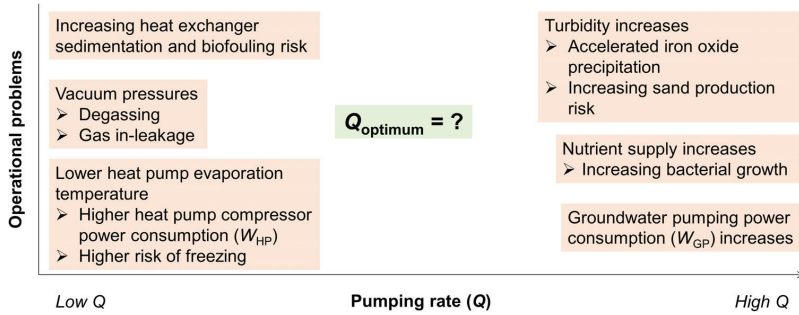 Operational problems
Increasing heat exchanger
sedimentation and biofouling risk
Vacuum pressures
➢ Degassing
➢ Gas in-leakage
Lower heat pump evaporation
temperature
➢ Higher heat pump compressor
power consumption (WHP)
➢ Higher risk of freezing
Qoptimum = ?
Turbidity increases
➢ Accelerated iron oxide
precipitation
➢ Increasing sand production
risk
Nutrient supply increases
➢ Increasing bacterial growth
Groundwater pumping power
consumption (WGP) increases
Low Q
Pumping rate (Q)
High Q